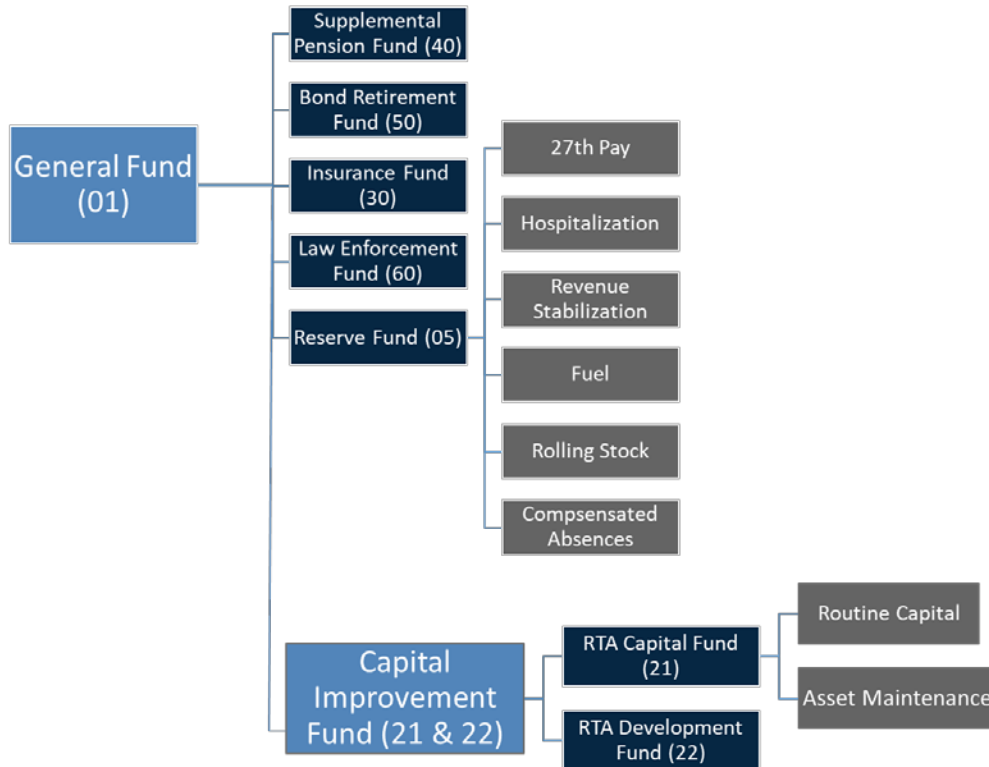 General Fund
(01)
Supplemental
Pension Fund (40)
Bond Retirement
Fund (50)
Insurance Fund
(30)
Law Enforcement
Fund (60)
Reserve Fund (05)
27th Pay
Hospitalization
Revenue
Stabilization
Fuel
Rolling Stock
Compsensated
Absences
Capital
Improvement
Fund (21 & 22)
RTA Capital Fund
(21)
RTA Development
Fund (22)
Routine Capital
Asset Maintenance